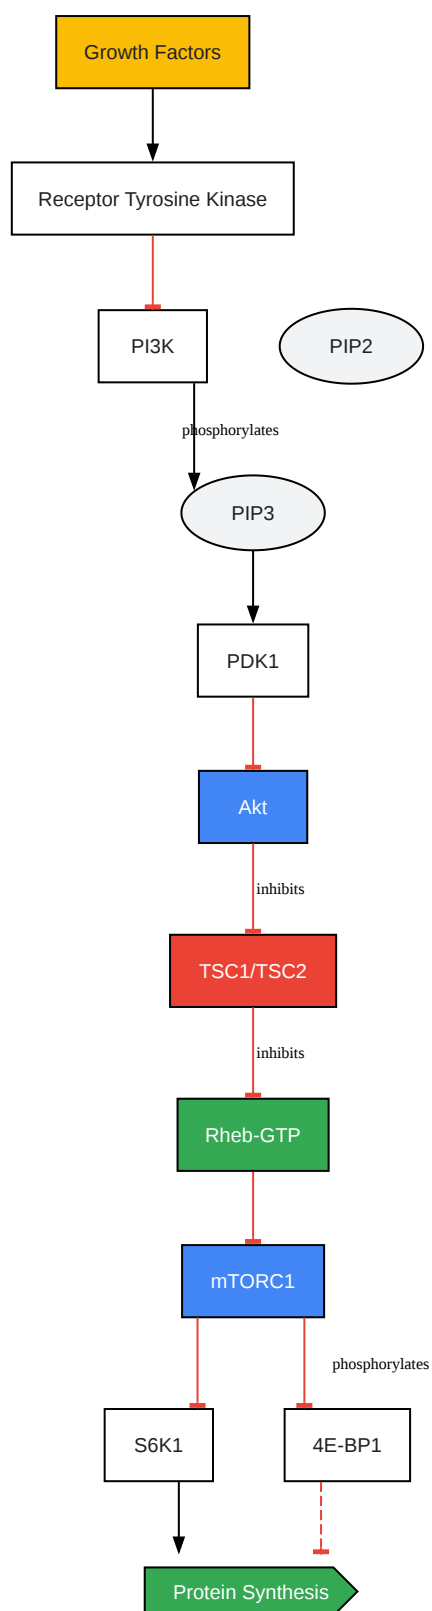 Growth Factors
Receptor Tyrosine Kinase
PI3K
PIP2
phosphorylates
PIP3
PDK1
Akt
inhibits
TSC1/TSC2
inhibits
Rheb-GTP
mTORC1
phosphorylates
S6K1
4E-BP1
Protein Synthesis